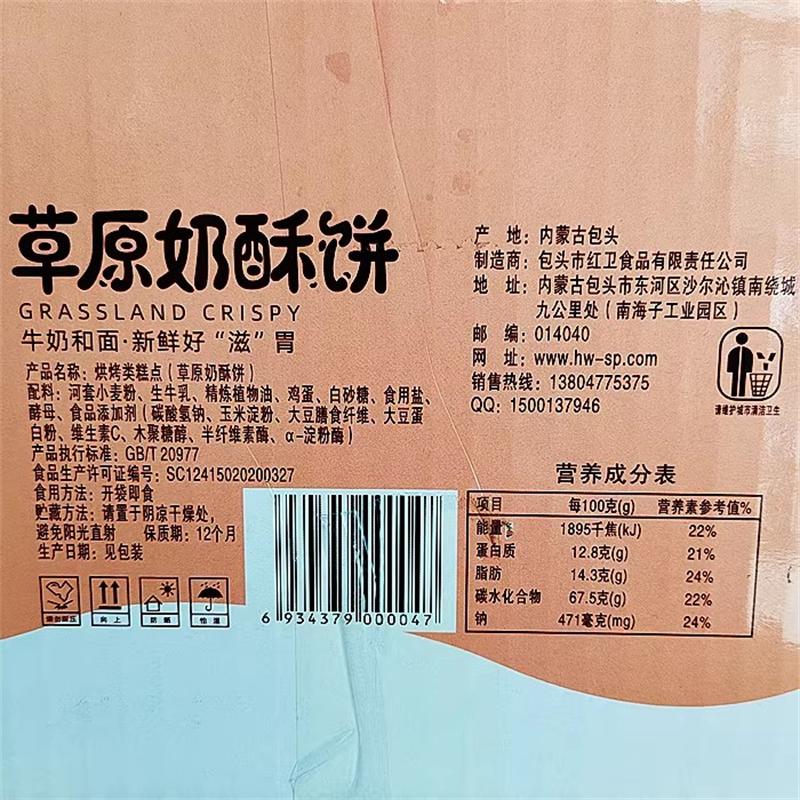 草原奶酥饼
GRASSLAND CRISPY
牛奶和面·新鲜好“滋”胃
产品名称：烘烤类糕点（草原奶酥饼）
配料：河套小麦粉、生牛乳、精炼植物油、鸡蛋、白砂糖、食用盐、
酵母、食品添加剂（碳酸氢钠、玉米淀粉、大豆膳食纤维、大豆蛋
白粉、维生素C、木聚糖醇、半纤维素酶、α-淀粉酶）
产品执行标准：GB/T 20977
食品生产许可证编号：SC12415020200327
食用方法：开袋即食
贮藏方法：请置于阴凉干燥处，
避免阳光直射 保质期：12个月
生产日期：见包装
向上
防晒
怕湿
6 934379 000047
产 地：内蒙古包头
制造商：包头市红卫食品有限责任公司
地 址：内蒙古包头市东河区沙尔沁镇南绕城
九公里处（南海子工业园区）
邮 编：014040
网 址：www.hw-sp.com
销售热线：13804775375
QQ：1500137946
请维护城市清洁卫生
营养成分表
项目 每100克(g) 营养素参考值%
能量 1895千焦(kJ) 22%
蛋白质 12.8克(g) 21%
脂肪 14.3克(g) 24%
碳水化合物 67.5克(g) 22%
钠 471毫克(mg) 24%